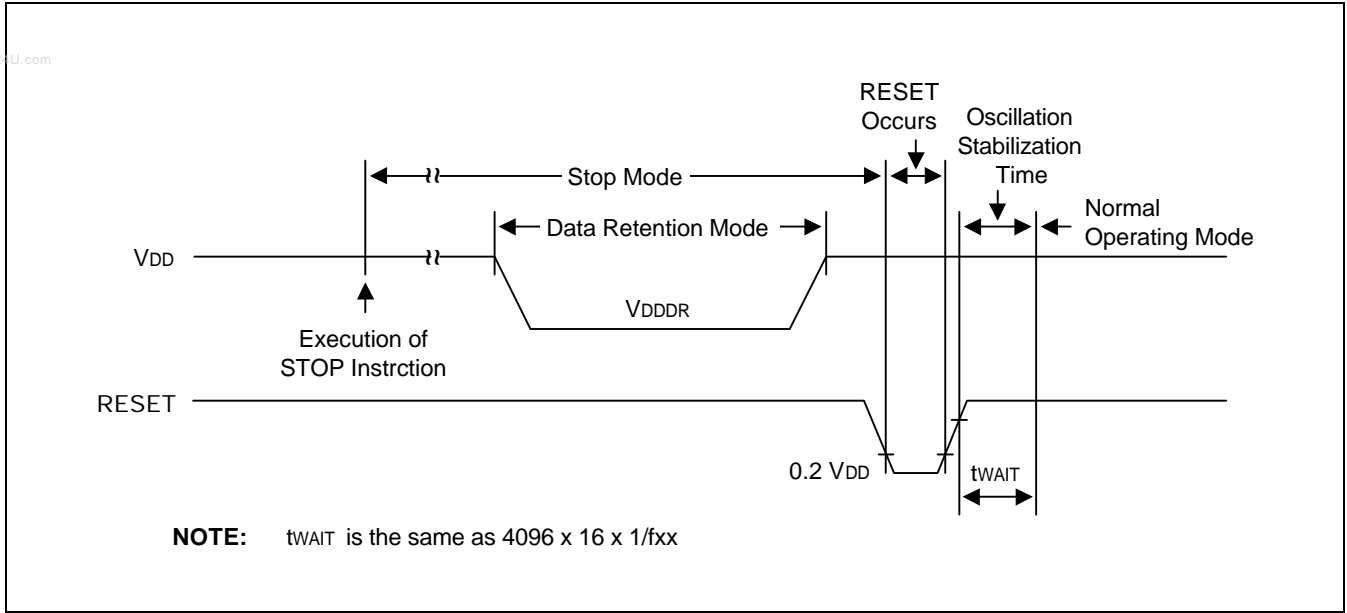 U.com
RESET
Occurs
Oscillation
Stabilization
Time
Stop Mode
Normal
Operating Mode
Data Retention Mode
VDD
VDDDR
Execution of
STOP Instrction
RESET
0.2 VDD
tWAIT
NOTE: tWAIT is the same as 4096 x 16 x 1/fxx